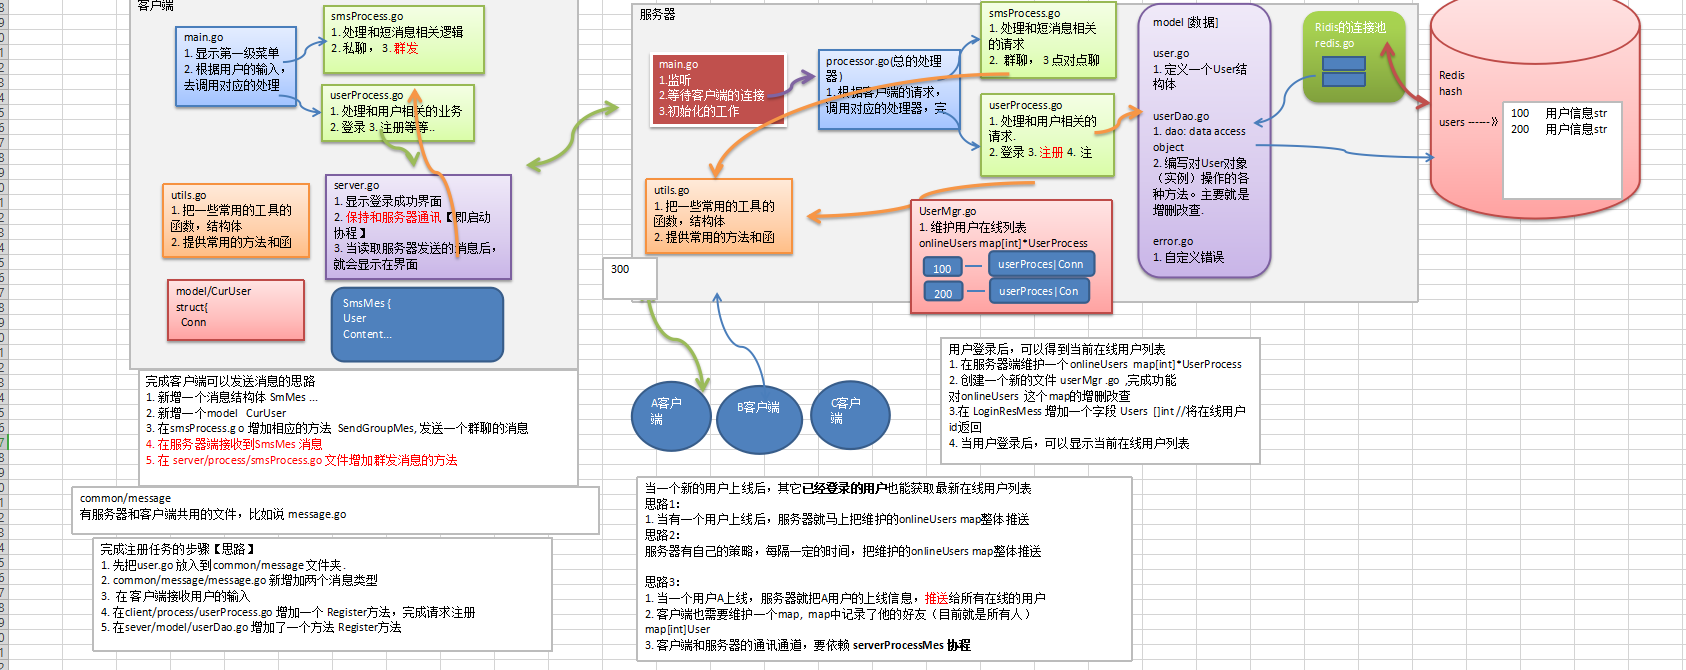 客户端
main.go
1. 显示第一级菜单
2. 根据用户的输入，
去调用对应的处理
smsProcess.go
1. 处理和短消息相关逻辑
2. 私聊， 3. 群发
userProcess.go
1. 处理和用户相关的业务
2. 登录 3. 注册等等..
utils.go
1. 把一些常用的工具的
函数，结构体
2. 提供常用的方法和函
server.go
1. 显示登录成功界面
2. 保持和服务器通讯【即启动
协程】
3. 当读取服务器发送的消息后，
就会显示在界面
model/CurUser
struct{
Conn
SmsMes {
User
Content...
完成客户端可以发送消息的思路
1. 新增一个消息结构体 SmMes ...
2. 新增一个model CurUser
3. 在smsProcess.g o 增加相应的方法 SendGroupMes, 发送一个群聊的消息
4. 在服务器端接收到SmsMes 消息
5. 在 server/process/smsProcess.go 文件增加群发消息的方法
common/message
有服务器和客户端共用的文件，比如说 message.go
完成注册任务的步骤【思路】
1. 先把user.go 放入到common/message 文件夹.
2. common/message/message.go 新增加两个消息类型
3. 在客户端接收用户的输入
4. 在client/process/userProcess.go 增加一个 Register方法，完成请求注册
5. 在sever/model/userDao.go 增加了一个方法 Register方法
服务器
main.go
1.监听
2.等待客户端的连接
3.初始化的工作
processor.go(总的处理
器)
1. 根据客户端的请求，
调用对应的处理器，完
smsProcess.go
1. 处理和短消息相关
的请求
2. 群聊， 3 点对点聊
userProcess.go
1. 处理和用户相关的
请求.
2. 登录 3. 注册 4. 注
utils.go
1. 把一些常用的工具的
函数，结构体
2. 提供常用的方法和函
UserMgr.go
1. 维护用户在线列表
onlineUsers map[int]*UserProcess
100 userProces|Conn
200 userProces|Con
model [数据]
user.go
1. 定义一个User结
构体
userDao.go
1. dao: data access
object
2. 编写对User对象
（实例）操作的各
种方法。主要就是
增删改查.
error.go
1. 自定义错误
Ridis的连接池
redis.go
Redis
hash
users ------》
100 用户信息str
200 用户信息str
300
A客户
端
B客户端
C客户
端
用户登录后，可以得到当前在线用户列表
1. 在服务器端维护一个onlineUsers map[int]*UserProcess
2. 创建一个新的文件 userMgr .go ,完成功能
对onlineUsers 这个map的增删改查
3.在 LoginResMess 增加一个字段 Users []int //将在线用户
id返回
4. 当用户登录后，可以显示当前在线用户列表
当一个新的用户上线后，其它已经登录的用户也能获取最新在线用户列表
思路1：
1. 当有一个用户上线后，服务器就马上把维护的onlineUsers map整体推送
思路2：
服务器有自己的策略，每隔一定的时间，把维护的onlineUsers map整体推送
思路3：
1. 当一个用户A上线，服务器就把A用户的上线信息，推送给所有在线的用户
2. 客户端也需要维护一个map, map中记录了他的好友（目前就是所有人）
map[int]User
3. 客户端和服务器的通讯通道，要依赖 serverProcessMes 协程